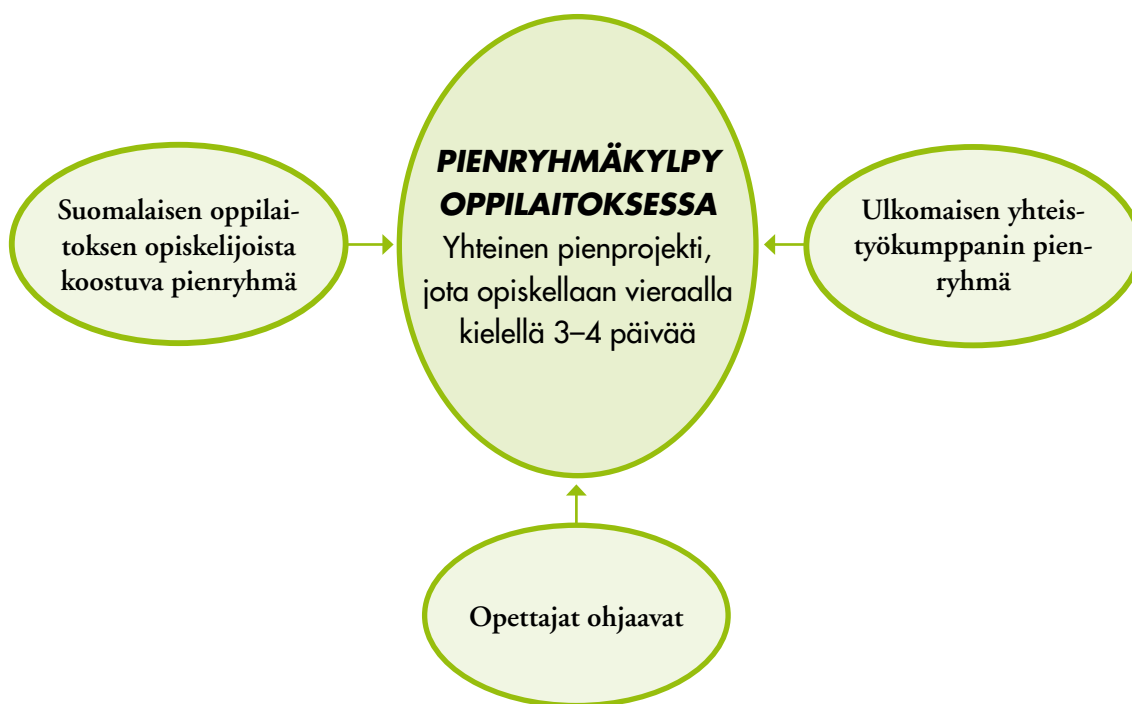 PIENRYHMÄKYLPY
OPPILAITOKSESSA
Yhteinen pienprojekti,
jota opiskellaan vieraalla
kielellä 3–4 päivää
Suomalaisen oppilai-
toksen opiskelijoista
koostuva pienryhmä
Ulkomaisen yhteis-
työkumppanin pien-
ryhmä
Opettajat ohjaavat